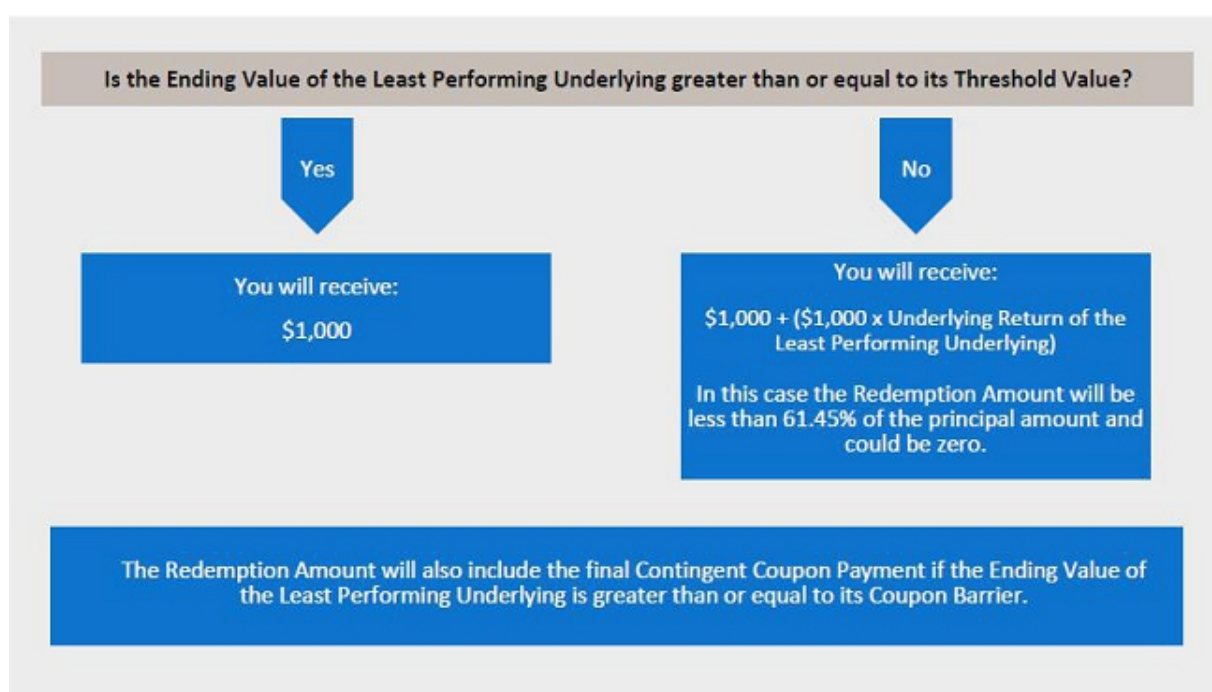 Is the Ending Value of the Least Performing Underlying greater than or equal to its Threshold Value?
Yes
No
You will receive:
$1,000
You will receive:
$1,000 + ($1,000 x Underlying Return of the
Least Performing Underlying)
In this case the Redemption Amount will be
less than 61.45% of the principal amount and
could be zero.
The Redemption Amount will also include the final Contingent Coupon Payment if the Ending Value of
the Least Performing Underlying is greater than or equal to its Coupon Barrier.